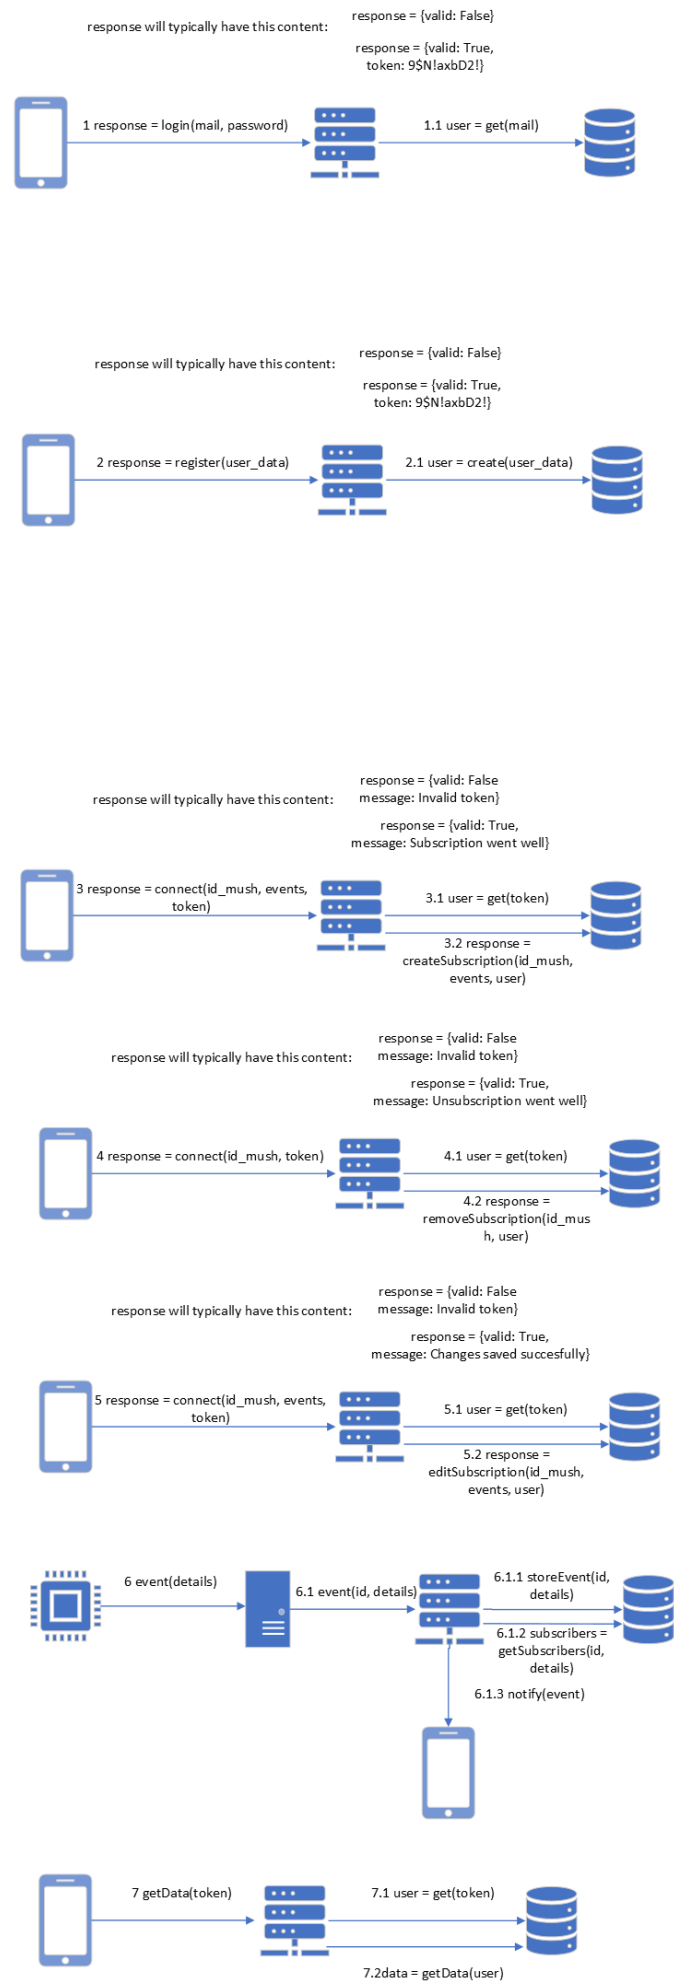 response will typically have this content:
response = {valid: False}
response = {valid: True,
token: 9$N!axbD2!}
1 response = login(mail, password)
1.1 user = get(mail)
response will typically have this content:
response = {valid: False}
response = {valid: True,
token: 9$N!axbD2!}
2 response = register(user_data)
2.1 user = create(user_data)
response will typically have this content:
response = {valid: False
message: Invalid token}
response = {valid: True,
message: Subscription went well}
3 response = connect(id_mush, events,
token)
3.1 user = get(token)
3.2 response =
createSubscription(id_mush,
events, user)
response will typically have this content:
response = {valid: False
message: Invalid token}
response = {valid: True,
message: Unsubscription went well}
4 response = connect(id_mush, token)
4.1 user = get(token)
4.2 response =
removeSubscription(id_mus
h, user)
response will typically have this content:
response = {valid: False
message: Invalid token}
response = {valid: True,
message: Changes saved succesfully}
5 response = connect(id_mush, events,
token)
5.1 user = get(token)
5.2 response =
editSubscription(id_mush,
events, user)
6 event(details)
6.1 event(id, details)
6.1.1 storeEvent(id,
details)
6.1.2 subscribers =
getSubscribers(id,
details)
6.1.3 notify(event)
7 getData(token)
7.1 user = get(token)
7.2data = getData(user)